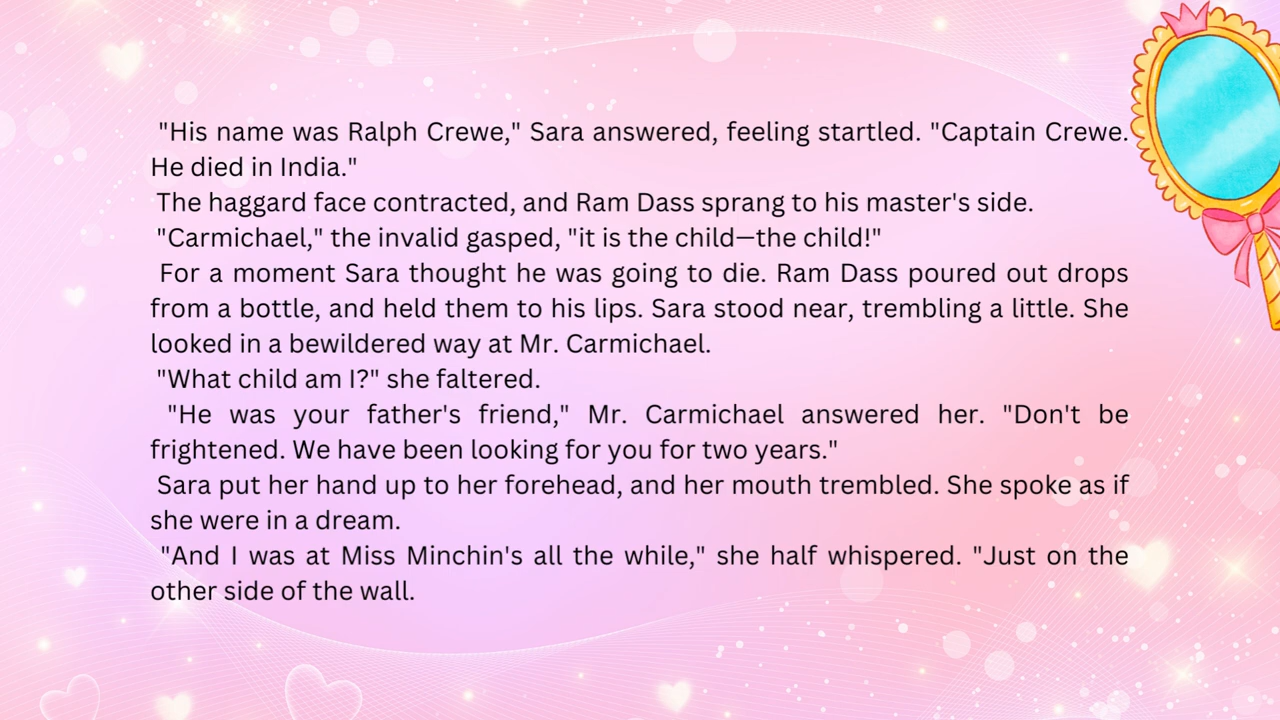 "His name was Ralph Crewe," Sara answered, feeling startled. "Captain Crewe.
He died in India."
The haggard face contracted, and Ram Dass sprang to his master's side.
"Carmichael," the invalid gasped, "it is the child—the child!"
For a moment Sara thought he was going to die. Ram Dass poured out drops
from a bottle, and held them to his lips. Sara stood near, trembling a little. She
looked in a bewildered way at Mr. Carmichael.
"What child am I?" she faltered.
"He was your father's friend," Mr. Carmichael answered her. "Don't be
frightened. We have been looking for you for two years."
Sara put her hand up to her forehead, and her mouth trembled. She spoke as if
she were in a dream.
"And I was at Miss Minchin's all the while," she half whispered. "Just on the
other side of the wall.